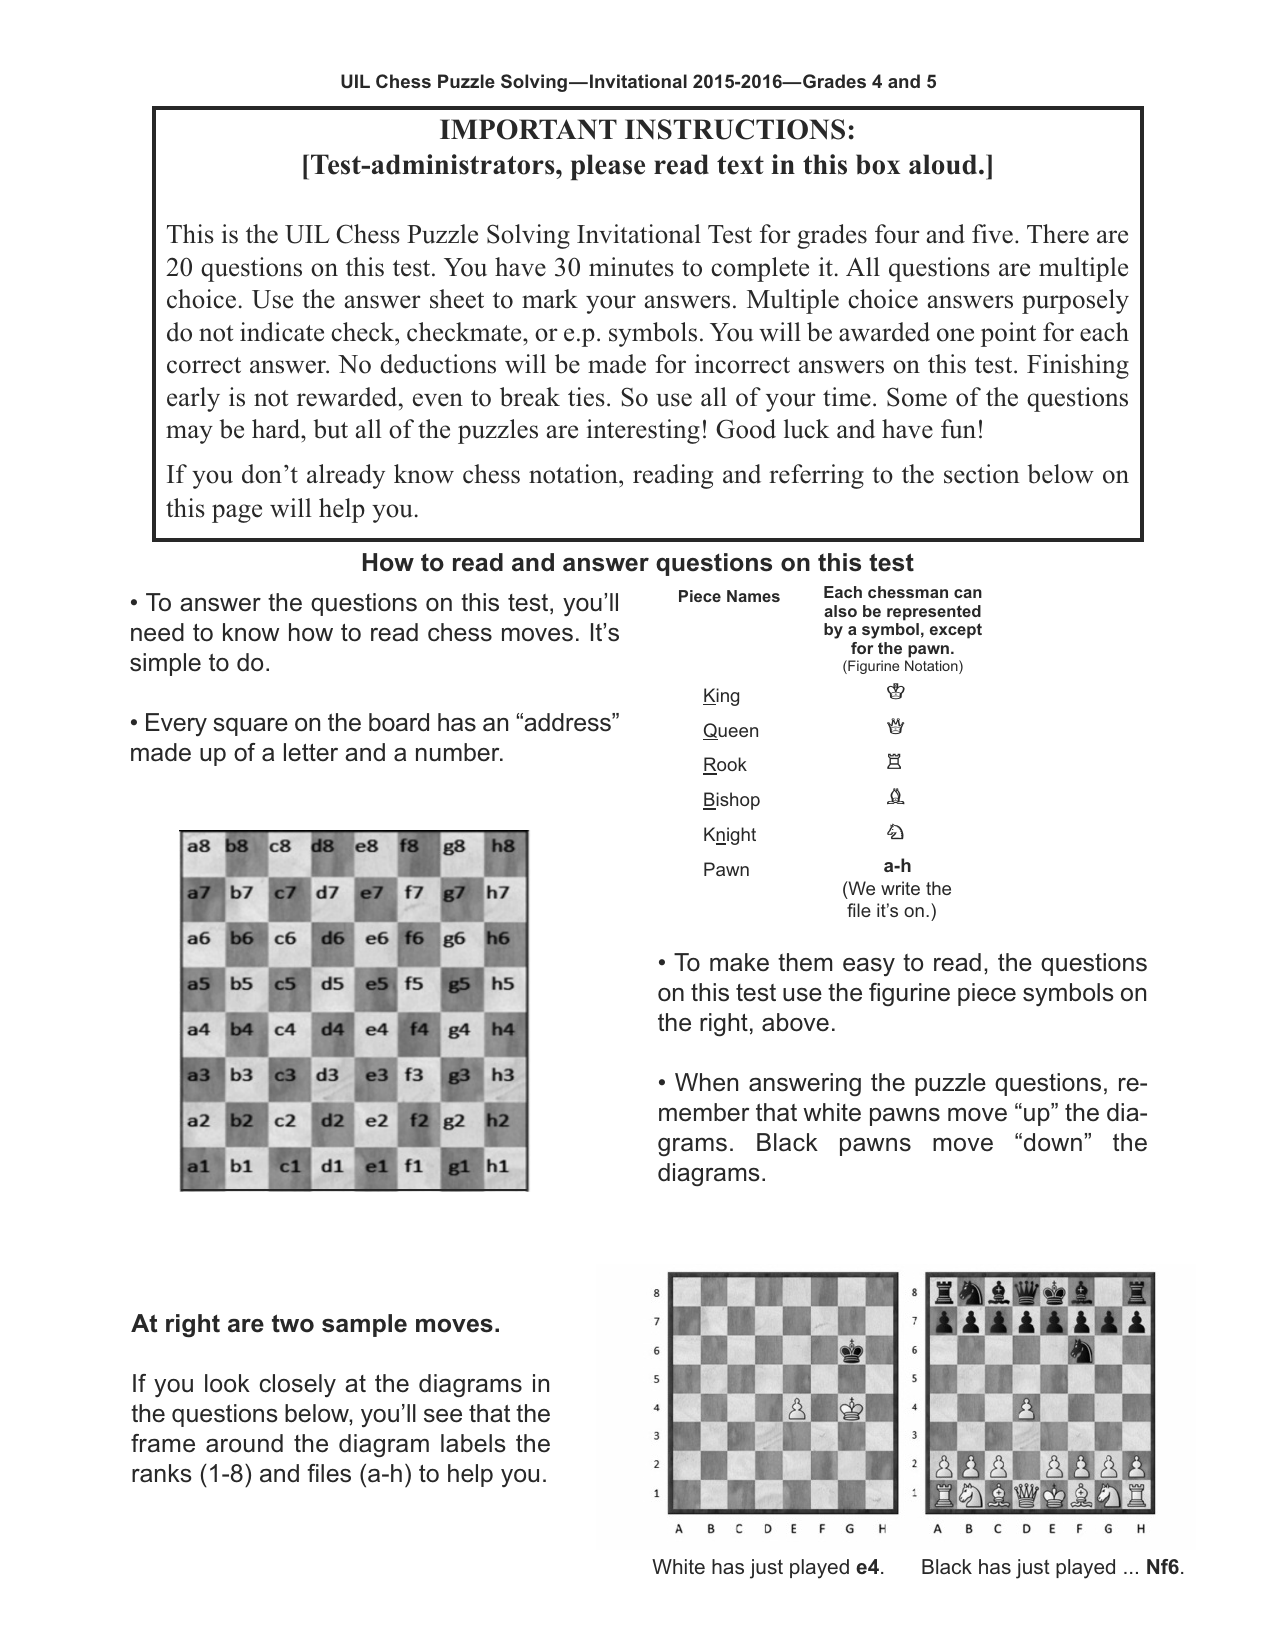 UIL Chess Puzzle Solving—Invitational 2015-2016—Grades 4 and 5
IMPORTANT INSTRUCTIONS:
[Test-administrators, please read text in this box aloud.]
This is the UIL Chess Puzzle Solving Invitational Test for grades four and five. There are
20 questions on this test. You have 30 minutes to complete it. All questions are multiple
choice. Use the answer sheet to mark your answers. Multiple choice answers purposely
do not indicate check, checkmate, or e.p. symbols. You will be awarded one point for each
correct answer. No deductions will be made for incorrect answers on this test. Finishing
early is not rewarded, even to break ties. So use all of your time. Some of the questions
may be hard, but all of the puzzles are interesting! Good luck and have fun!
If you don’t already know chess notation, reading and referring to the section below on
this page will help you.
How to read and answer questions on this test
• To answer the questions on this test, you’ll
need to know how to read chess moves. It’s
simple to do.
• Every square on the board has an “address”
made up of a letter and a number.
a8 b8 c8 d8 e8 f8 g8 h8
a7 b7 c7 d7 e7 f7 g7 h7
a6 b6 c6 d6 e6 f6 g6 h6
a5 b5 c5 d5 e5 f5 g5 h5
a4 b4 c4 d4 e4 f4 g4 h4
a3 b3 c3 d3 e3 f3 g3 h3
a2 b2 c2 d2 e2 f2 g2 h2
a1 b1 c1 d1 e1 f1 g1 h1
Piece Names
Each chessman can
also be represented
by a symbol, except
for the pawn.
(Figurine Notation)
King ♔
Queen ♕
Rook ♖
Bishop ♗
Knight ♘
Pawn a-h
(We write the
file it’s on.)
• To make them easy to read, the questions
on this test use the figurine piece symbols on
the right, above.
• When answering the puzzle questions, re-
member that white pawns move “up” the dia-
grams. Black pawns move “down” the
diagrams.
At right are two sample moves.
If you look closely at the diagrams in
the questions below, you’ll see that the
frame around the diagram labels the
ranks (1-8) and files (a-h) to help you.
8
7
6
5
4
3
2
1
A B C D E F G H
White has just played e4.
8
7
6
5
4
3
2
1
A B C D E F G H
Black has just played ... Nf6.